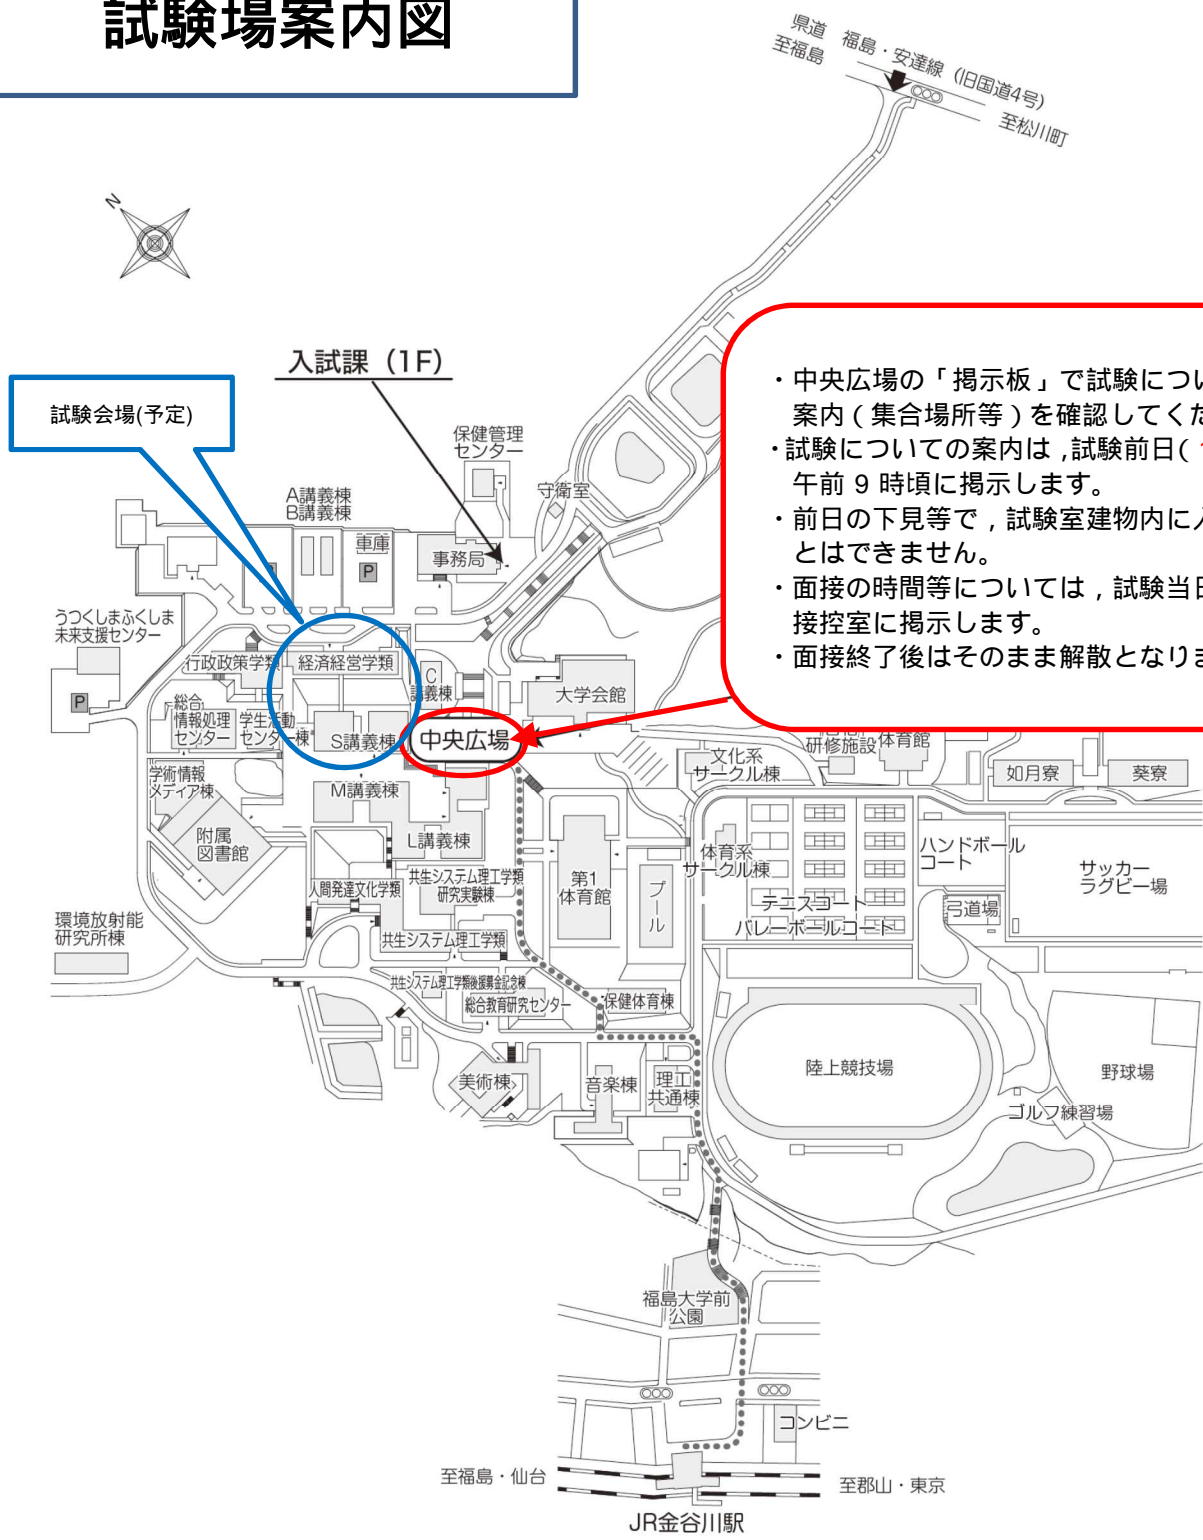 試験場案内図
県道 福島・安達線(旧国道4号)
至福島
至松川町
N
入試課(1F)
試験会場(予定)
・中央広場の「掲示板」で試験につい
案内(集合場所等)を確認してくだ
・試験についての案内は,試験前日(
午前9時頃に掲示します。
・前日の下見等で,試験室建物内に入
とはできません。
・面接の時間等については,試験当日
接控室に掲示します。
・面接終了後はそのまま解散となりま
保健管理
センター
守衛室
A講義棟
B講義棟
車庫
P
P
事務局
うつくしまふくしま
未来支援センター
P
行政政策学類
経済経営学類
C
講義棟
大学会館
総合
情報処理
センター
学生活動
センター棟
S講義棟
中央広場
文化系
サークル棟
研修施設
体育館
如月寮
葵寮
学術情報
メディア棟
M講義棟
L講義棟
附属
図書館
人間発達文化学類
共生システム理工学類
研究実験棟
第1
体育館
プール
体育系
サークル棟
テニスコート
バレーボールコート
ハンドボール
コート
弓道場
サッカー
ラグビー場
環境放射能
研究所棟
共生システム理工学類
共生システム理工学類後援募金記念棟
総合教育研究センター
保健体育棟
美術棟
音楽棟
理工
共通棟
陸上競技場
野球場
ゴルフ練習場
福島大学前
公園
コンビニ
至福島・仙台
至郡山・東京
JR金谷川駅